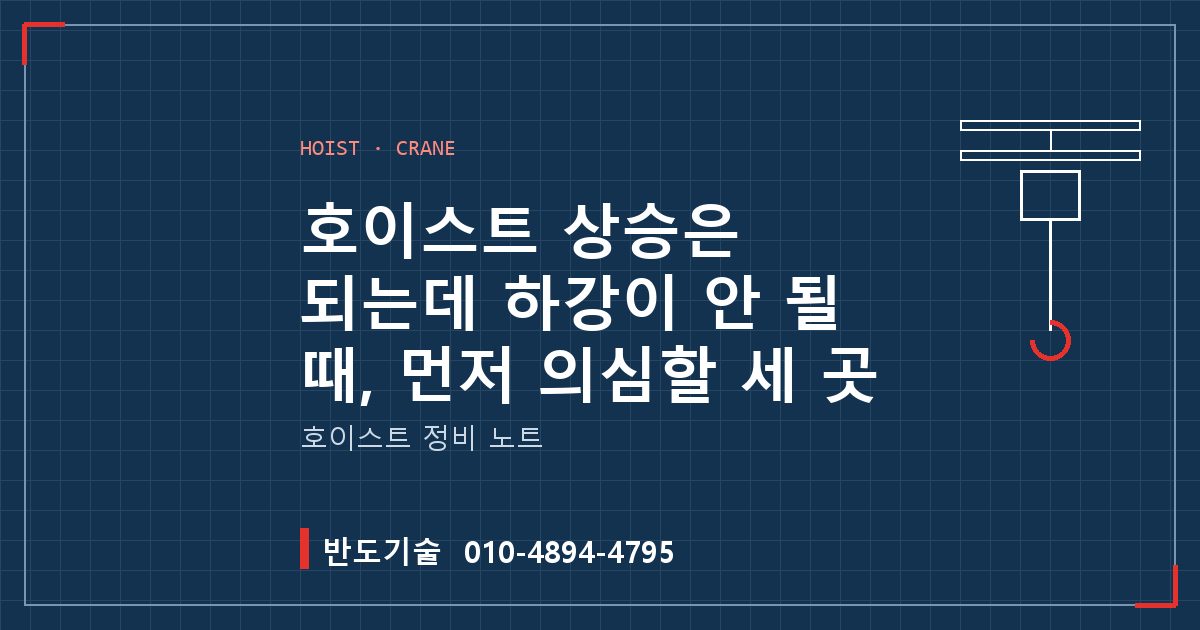 HOIST · CRANE
호이스트 상승은
되는데 하강이 안 될
때, 먼저 의심할 세 곳
호이스트 정비 노트
반도기술 010-4894-4795